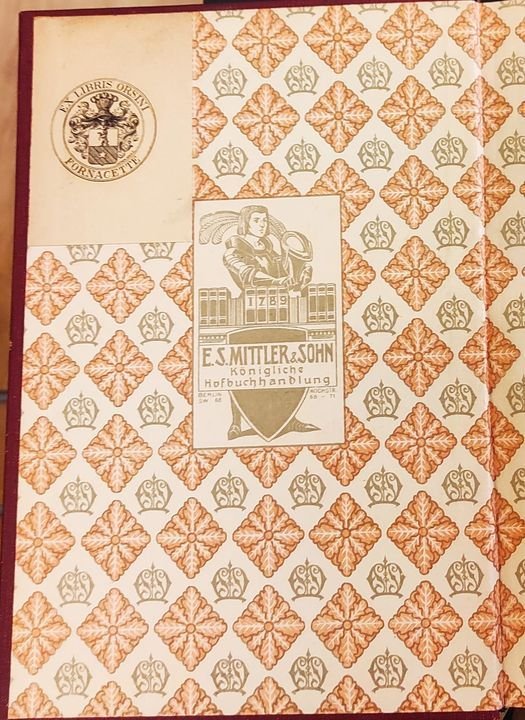 EX LIBRIS ORSINI
FORNACETTE
1789
E.S. MITTLER & SOHN
Königliche
Hofbuchhandlung
BERLIN
SW 68
KOCHSTR.
68-71